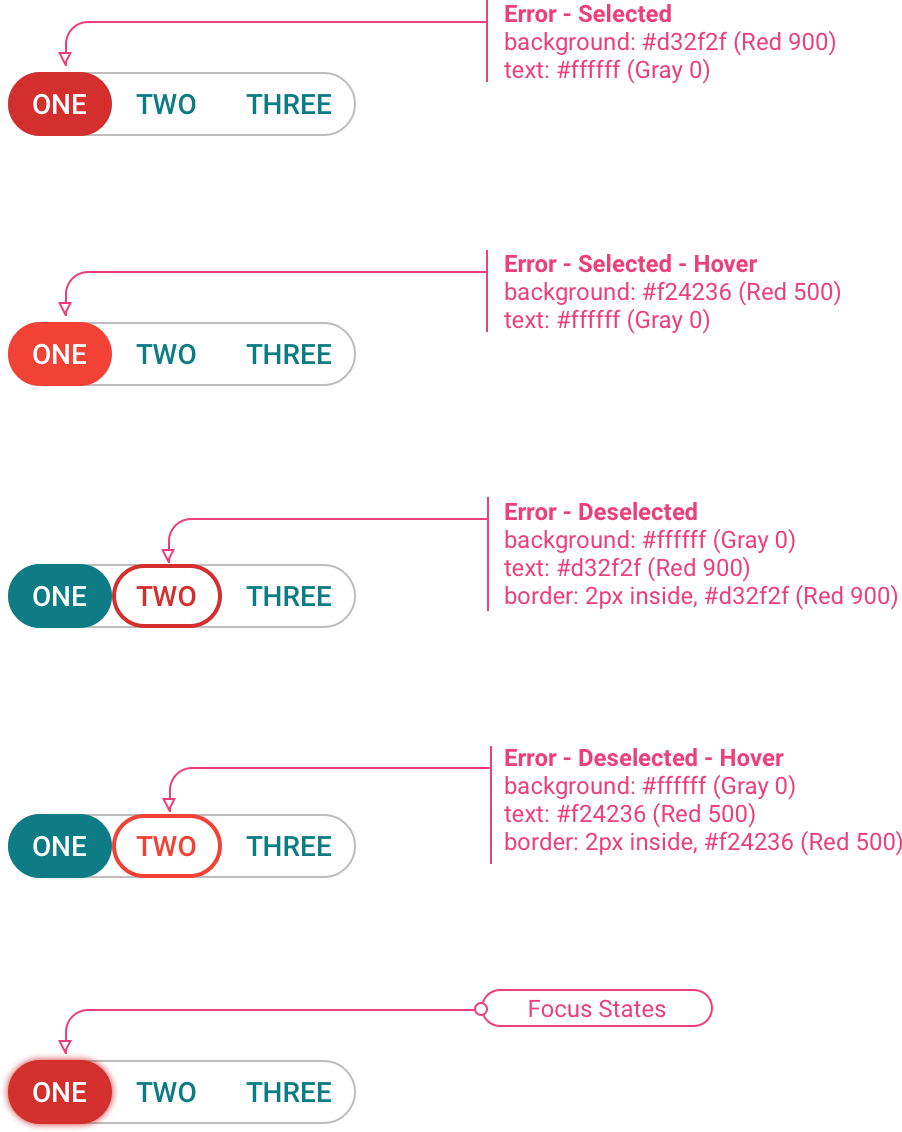 Error - Selected
background: #d32f2f (Red 900)
text: #ffffff (Gray 0)
ONE TWO THREE
Error - Selected - Hover
background: #f24236 (Red 500)
text: #ffffff (Gray 0)
ONE TWO THREE
Error - Deselected
background: #ffffff (Gray 0)
text: #d32f2f (Red 900)
border: 2px inside, #d32f2f (Red 900)
ONE TWO THREE
Error - Deselected - Hover
background: #ffffff (Gray 0)
text: #f24236 (Red 500)
border: 2px inside, #f24236 (Red 500)
ONE TWO THREE
Focus States
ONE TWO THREE